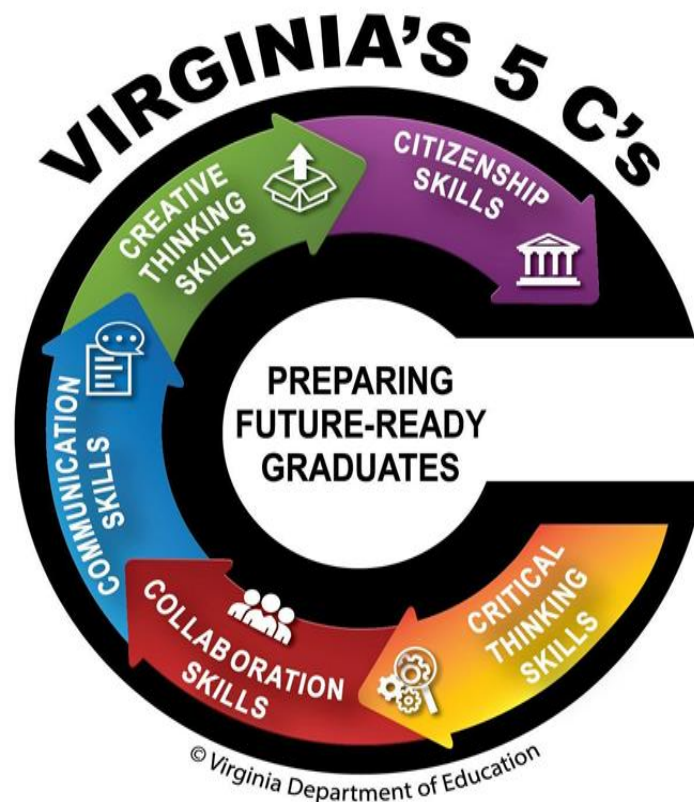 VIRGINIA'S 5 C's
CREATIVE
THINKING
SKILLS
CITIZENSHIP
SKILLS
COMMUNICATION
SKILLS
PREPARING
FUTURE-READY
GRADUATES
COLLABORATION
SKILLS
CRITICAL
THINKING
SKILLS
© Virginia Department of Education